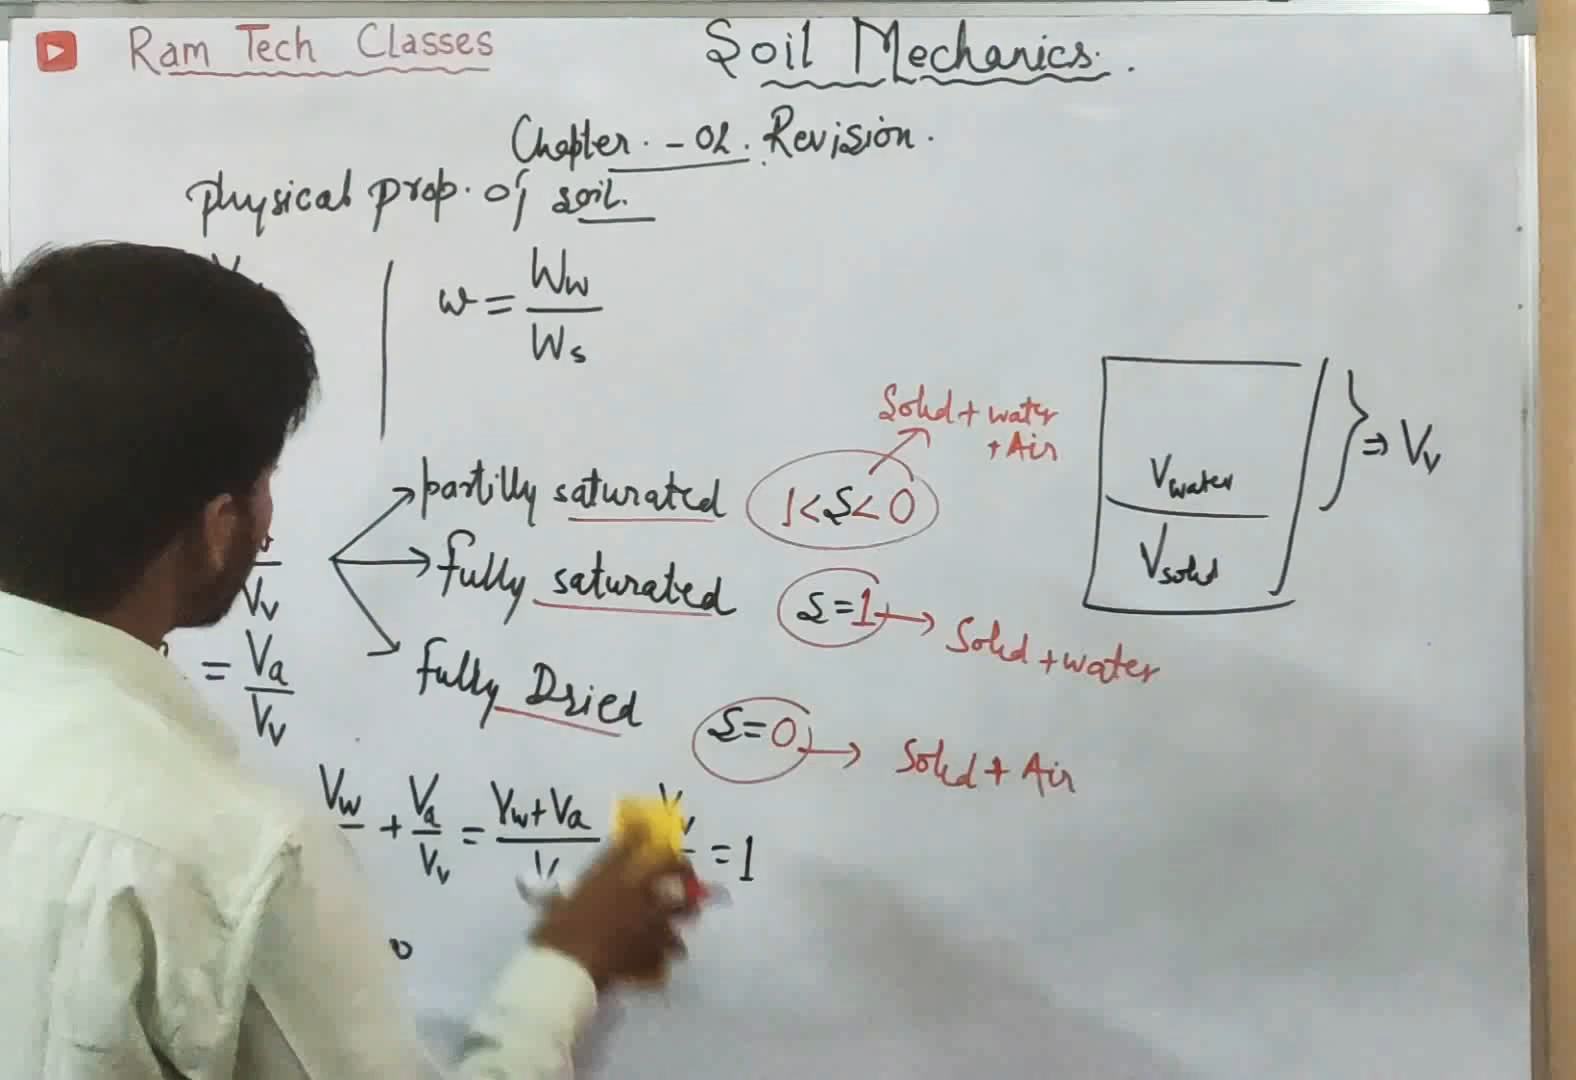 Ram Tech Classes
Soil Mechanics.
Chapter. - 02. Revision.
physical prop. of soil.
w = Ww / Ws
Solid + water
+ Air
partilly saturated 1<S<0
Vwater
⇒ Vv
fully saturated S=1
Vsolid
Solid + water
Vv
= Va / Vv
fully Dried S=0
Solid + Air
Vw + Va / Vv = Vw+Va / V = 1